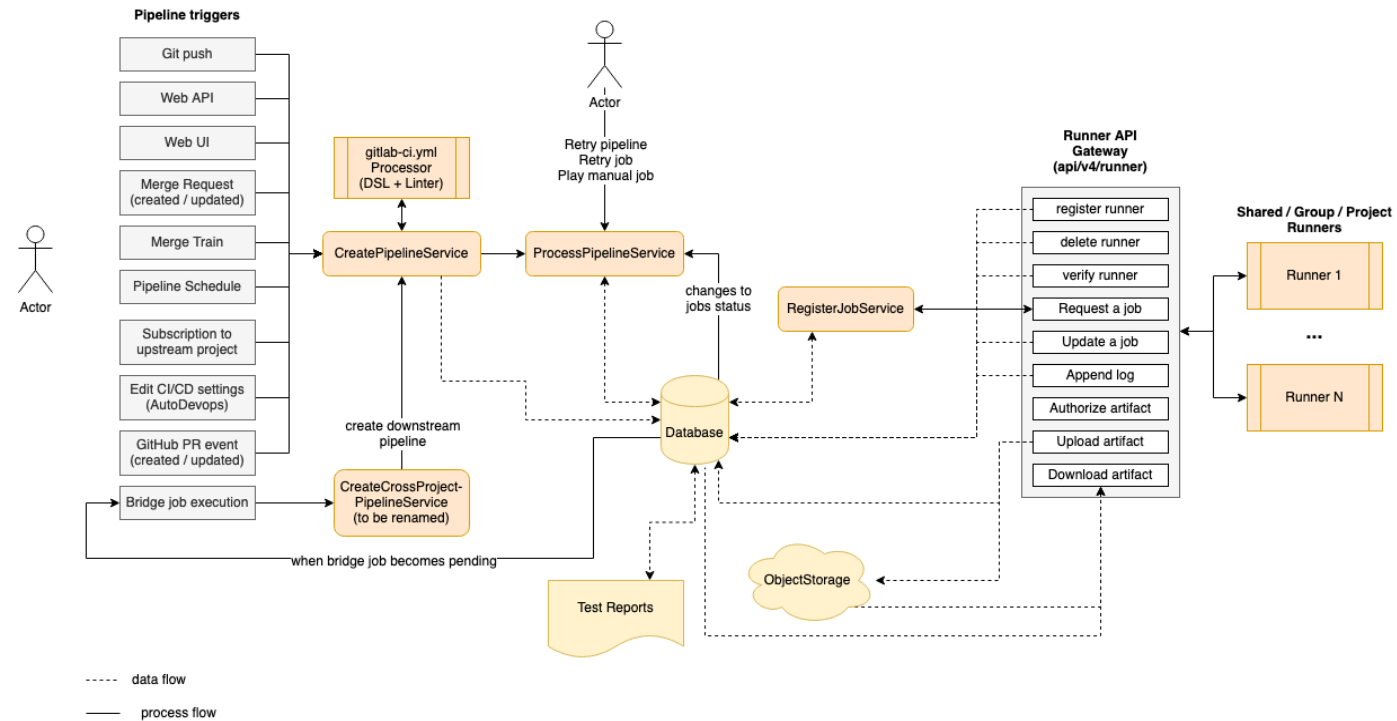 Pipeline triggers
Git push
Web API
Web UI
Merge Request
(created / updated)
Merge Train
Pipeline Schedule
Subscription to
upstream project
Edit CI/CD settings
(AutoDevops)
GitHub PR event
(created / updated)
Bridge job execution
Actor
gitlab-ci.yml
Processor
(DSL + Linter)
CreatePipelineService
create downstream
pipeline
CreateCrossProject-
PipelineService
(to be renamed)
when bridge job becomes pending
Actor
Retry pipeline
Retry job
Play manual job
ProcessPipelineService
changes to
jobs status
RegisterJobService
Database
Test Reports
ObjectStorage
Runner API
Gateway
(api/v4/runner)
register runner
delete runner
verify runner
Request a job
Update a job
Append log
Authorize artifact
Upload artifact
Download artifact
Shared / Group / Project
Runners
Runner 1
...
Runner N
data flow
process flow